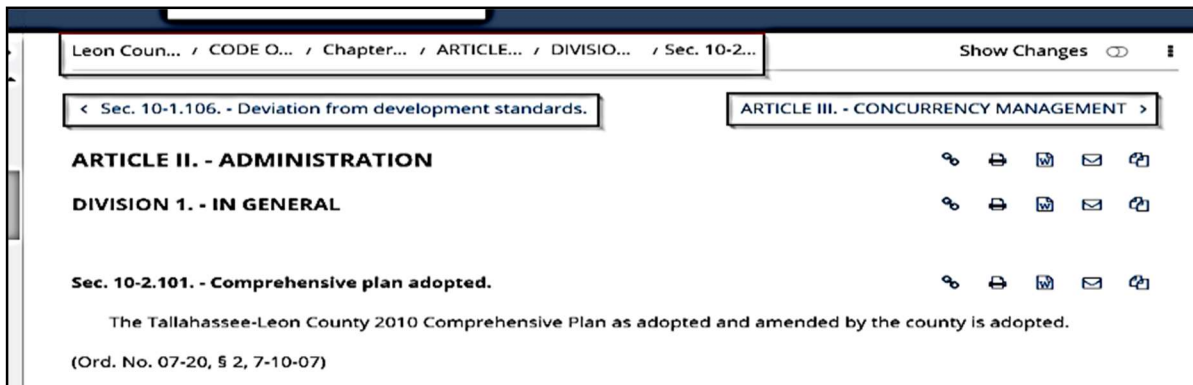 Leon Coun... / CODE O... / Chapter... / ARTICLE... / DIVISIO... / Sec. 10-2... Show Changes
< Sec. 10-1.106. - Deviation from development standards. ARTICLE III. - CONCURRENCY MANAGEMENT >
ARTICLE II. - ADMINISTRATION
DIVISION 1. - IN GENERAL
Sec. 10-2.101. - Comprehensive plan adopted.
The Tallahassee-Leon County 2010 Comprehensive Plan as adopted and amended by the county is adopted.
(Ord. No. 07-20, § 2, 7-10-07)